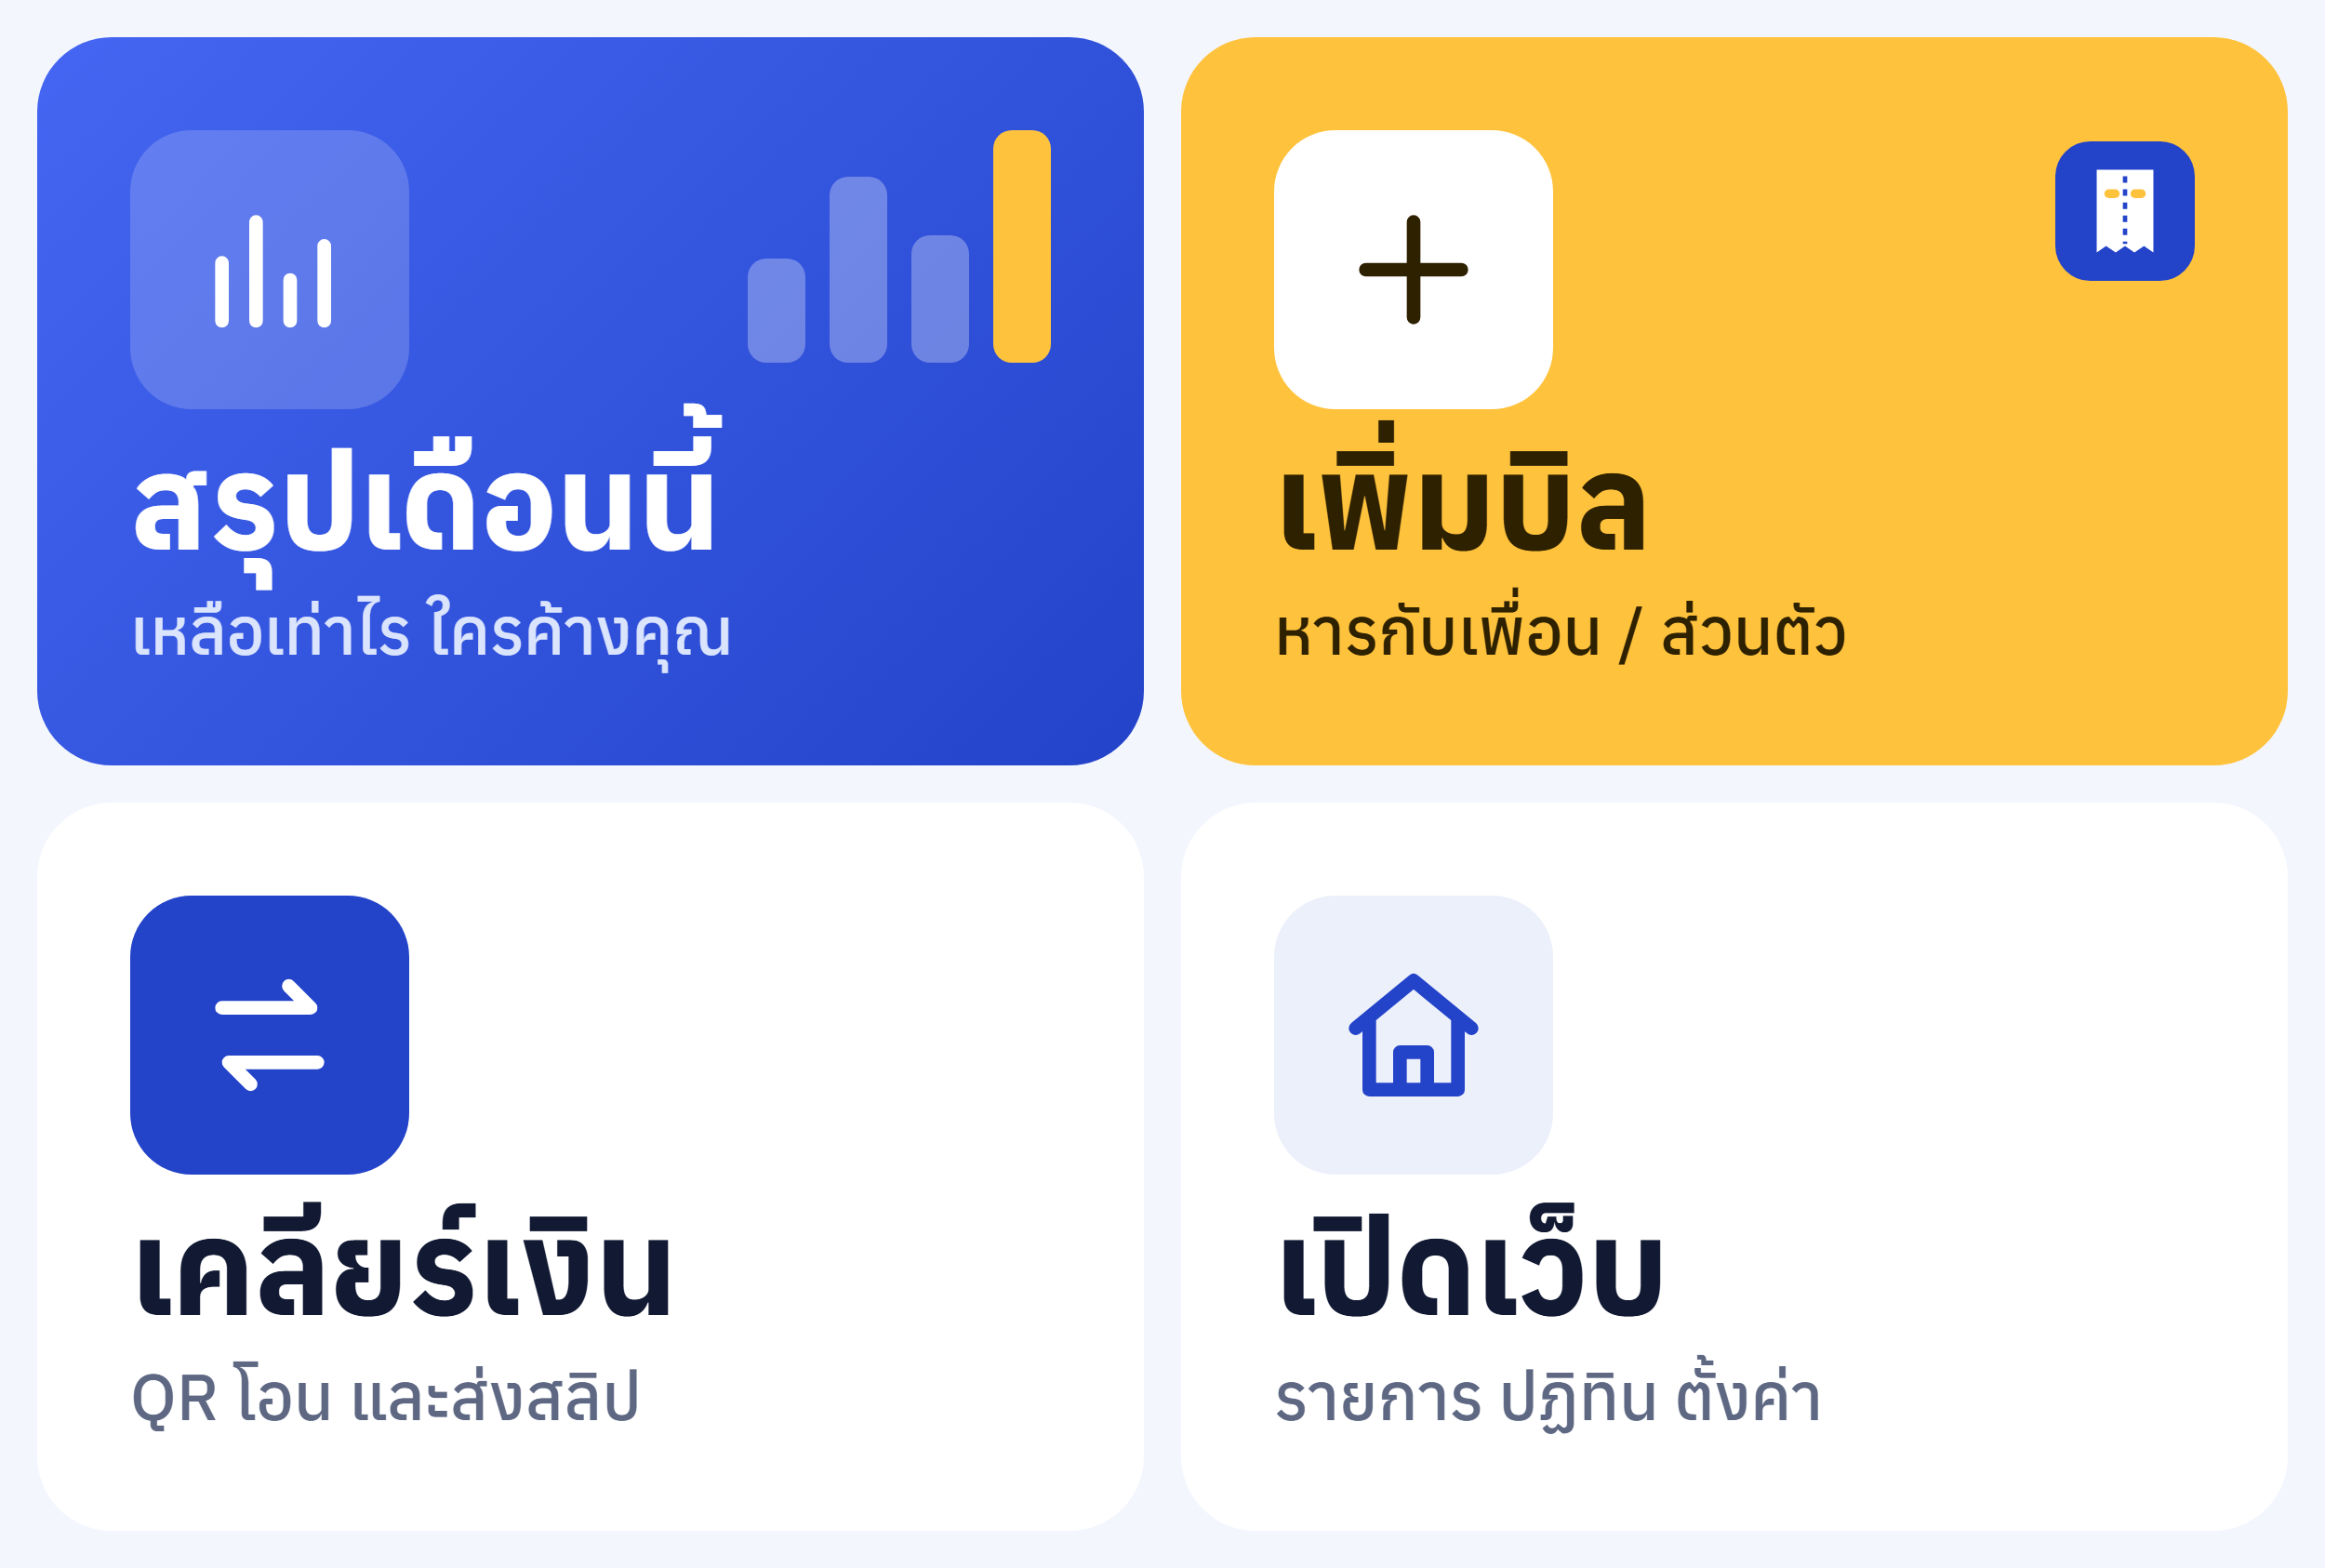 สรุปเดือนนี้
เหลือเท่าไร ใครค้างคุณ
เพิ่มบิล
หารกับเพื่อน / ส่วนตัว
เคลียร์เงิน
QR โอน และส่งสลิป
เปิดเว็บ
รายการ ปฏิทิน ตั้งค่า